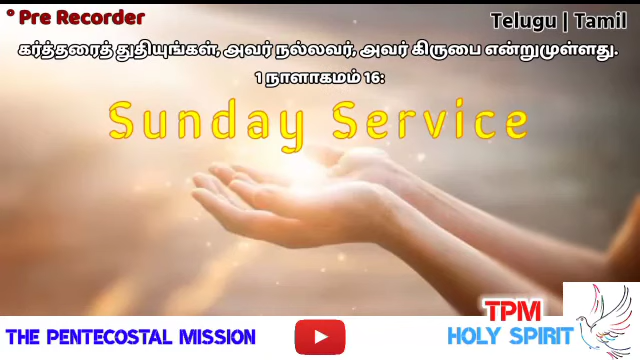 ° Pre Recorder
Telugu | Tamil
கர்த்தரைத் துதியுங்கள், அவர் நல்லவர், அவர் கிருபை என்றுமுள்ளது.
1 நாளாகமம் 16:
Sunday Service
TPM
THE PENTECOSTAL MISSION
HOLY SPIRIT